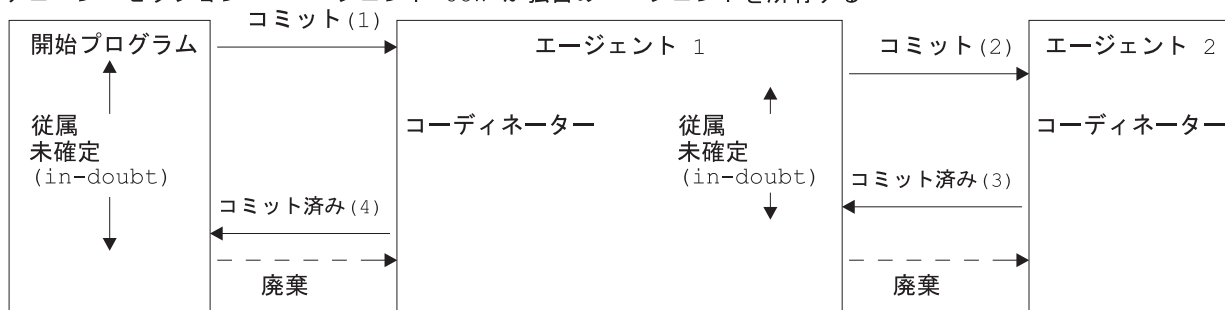 コミット(1)
開始プログラム
エージェント 1
コミット(2)
エージェント 2
従属
未確定
(in-doubt)
コーディネーター
従属
未確定
(in-doubt)
コーディネーター
コミット済み(3)
コミット済み(4)
廃棄
廃棄